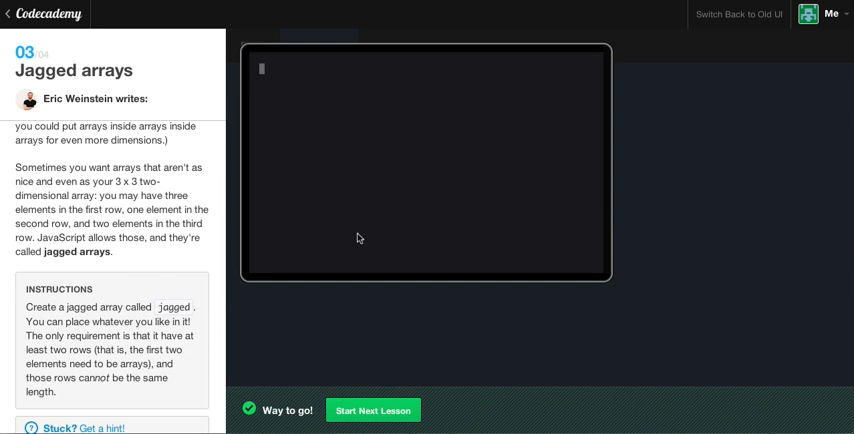 Codecademy
Switch Back to Old UI
Me
03/04
Jagged arrays
Eric Weinstein writes:
you could put arrays inside arrays inside
arrays for even more dimensions.)
Sometimes you want arrays that aren't as
nice and even as your 3 x 3 two-
dimensional array: you may have three
elements in the first row, one element in the
second row, and two elements in the third
row. JavaScript allows those, and they're
called jagged arrays.
INSTRUCTIONS
Create a jagged array called jagged.
You can place whatever you like in it!
The only requirement is that it have at
least two rows (that is, the first two
elements need to be arrays), and
those rows cannot be the same
length.
Stuck? Get a hint!
Way to go!
Start Next Lesson